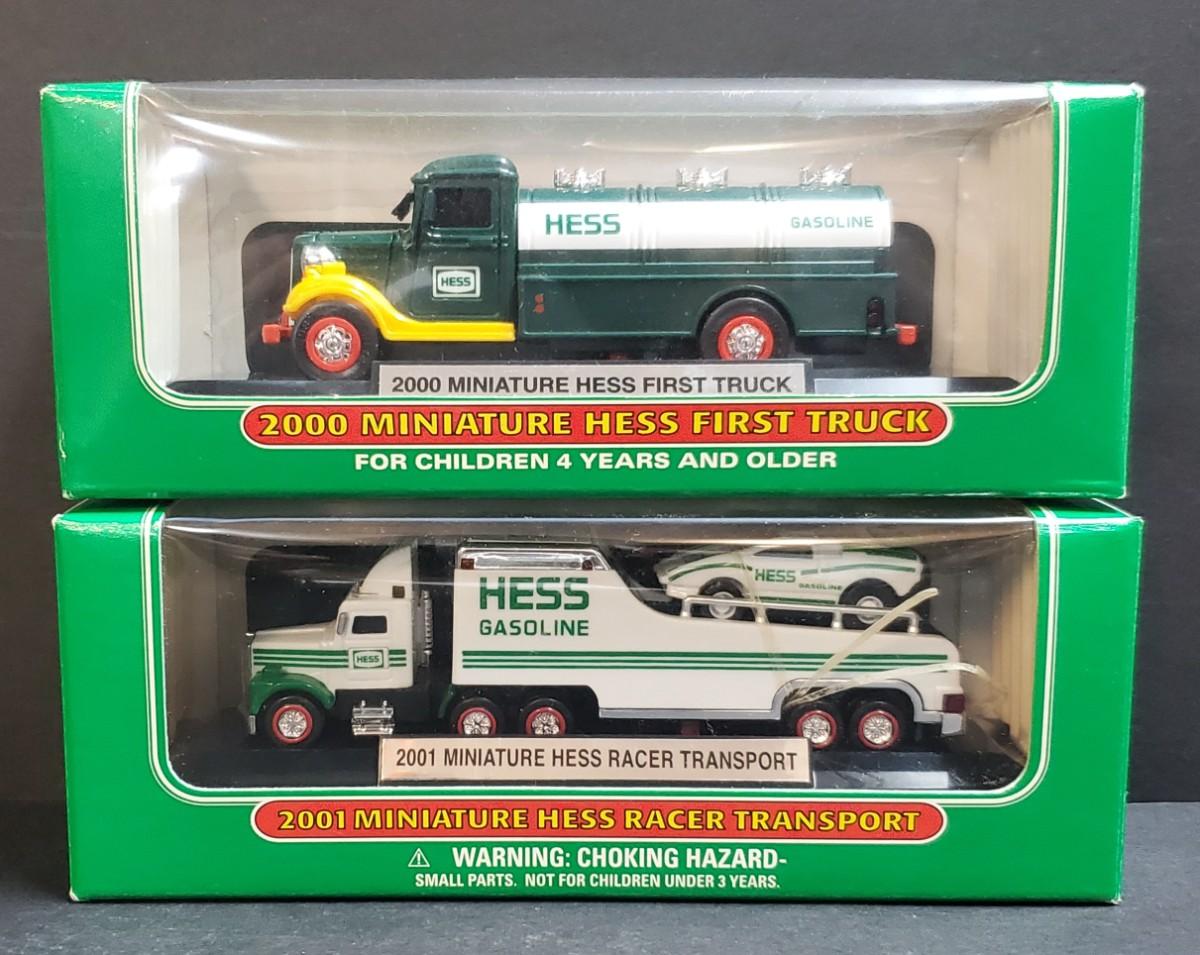 HESS
GASOLINE
HESS
2000 MINIATURE HESS FIRST TRUCK
2000 MINIATURE HESS FIRST TRUCK
FOR CHILDREN 4 YEARS AND OLDER
HESS
GASOLINE
HESS
GASOLINE
HESS
2001 MINIATURE HESS RACER TRANSPORT
2001 MINIATURE HESS RACER TRANSPORT
⚠ WARNING: CHOKING HAZARD-
SMALL PARTS. NOT FOR CHILDREN UNDER 3 YEARS.